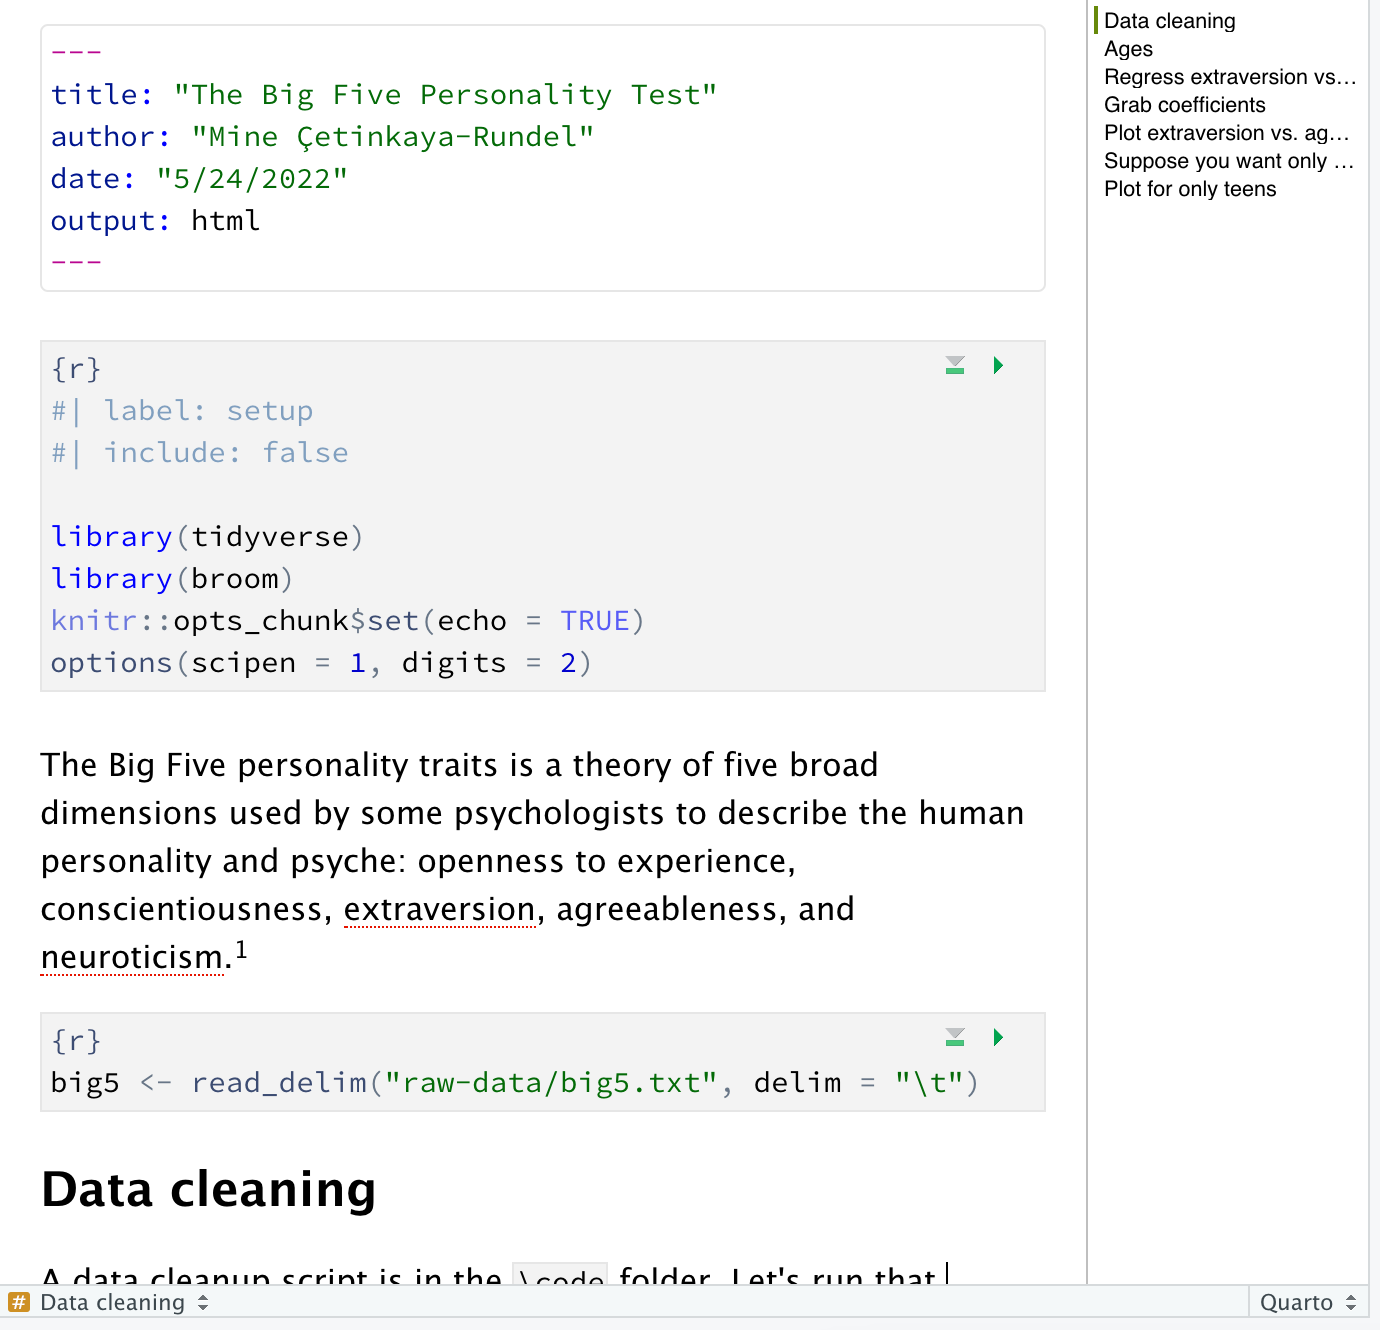 ---
title: "The Big Five Personality Test"
author: "Mine Çetinkaya-Rundel"
date: "5/24/2022"
output: html
---
{r}
#| label: setup
#| include: false
library(tidyverse)
library(broom)
knitr::opts_chunk$set(echo = TRUE)
options(scipen = 1, digits = 2)
The Big Five personality traits is a theory of five broad
dimensions used by some psychologists to describe the human
personality and psyche: openness to experience,
conscientiousness, extraversion, agreeableness, and
neuroticism.1
{r}
big5 <- read_delim("raw-data/big5.txt", delim = "\t")
Data cleaning
A data cleanup script is in the \code folder. Let's run that
# Data cleaning
Quarto
Data cleaning
Ages
Regress extraversion vs...
Grab coefficients
Plot extraversion vs. ag...
Suppose you want only ...
Plot for only teens